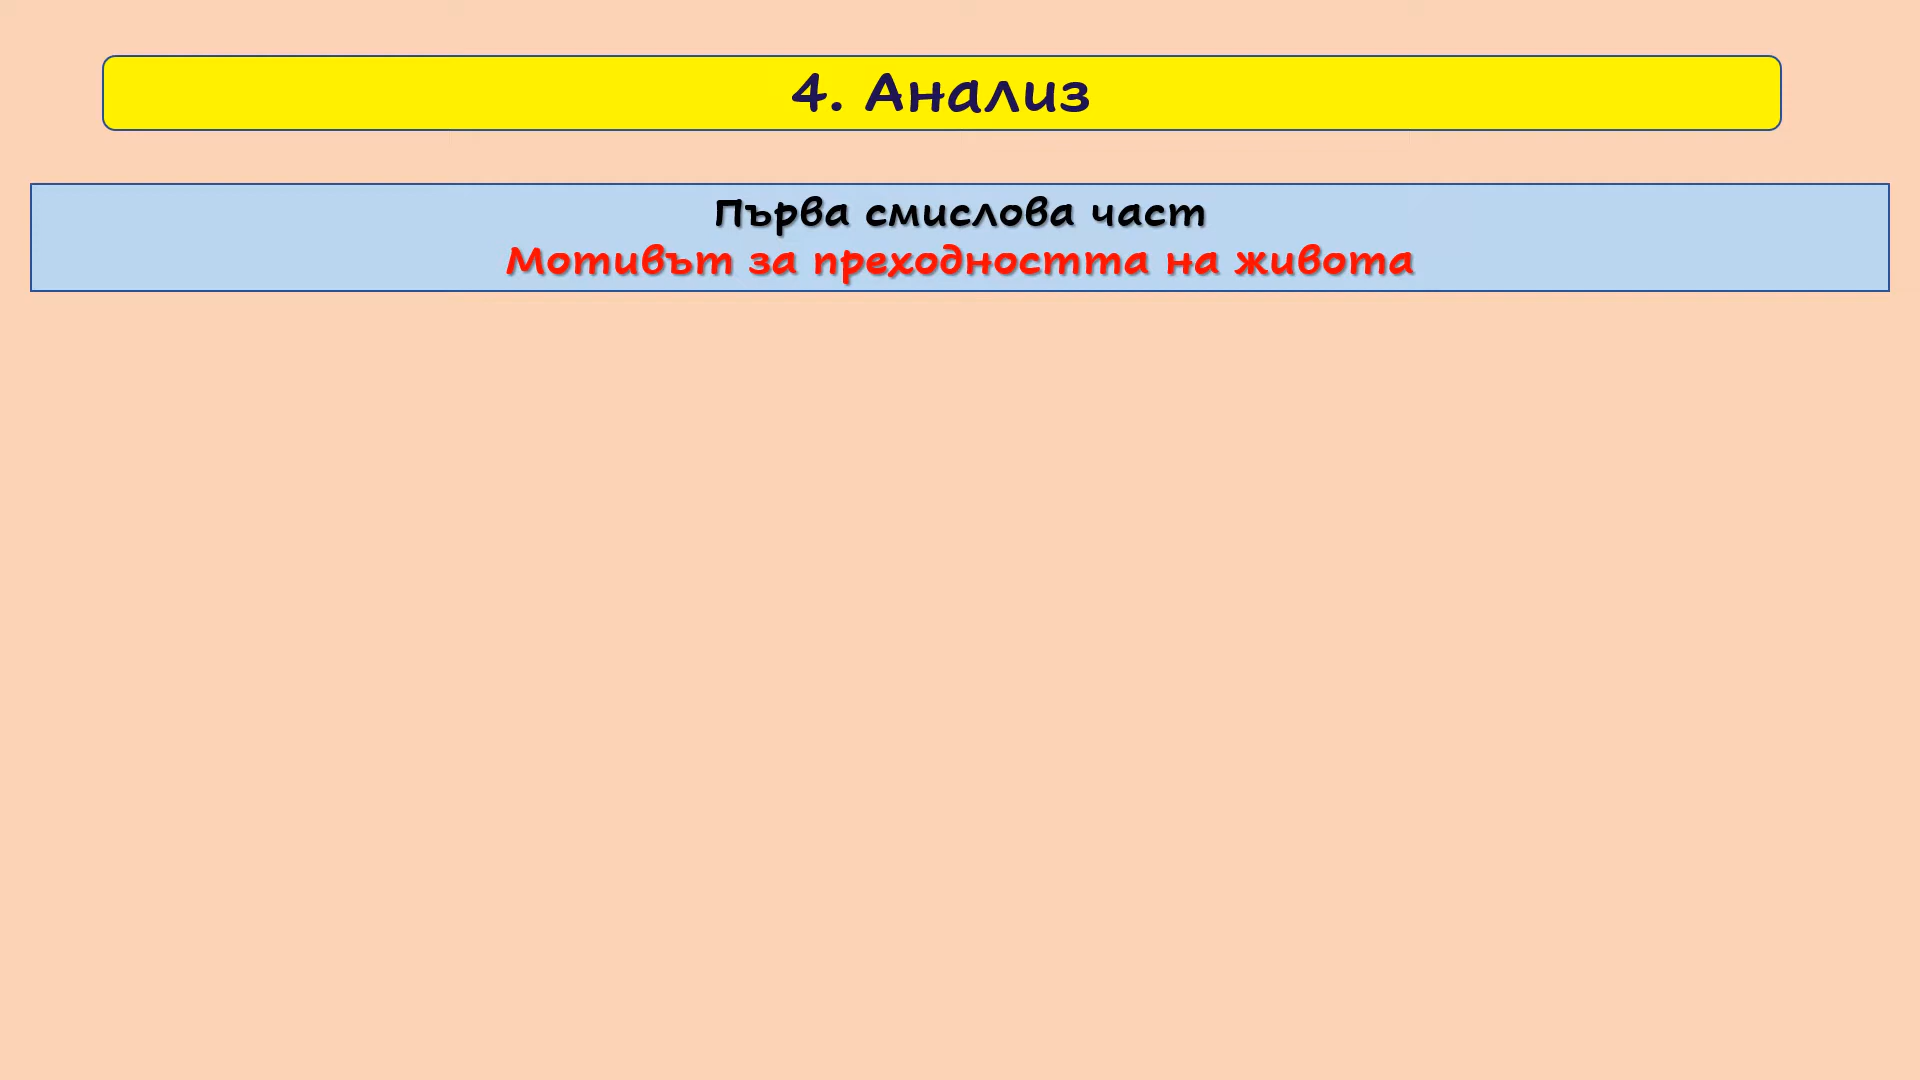 4. Анализ
Първа смислова част
Мотивът за преходността на живота